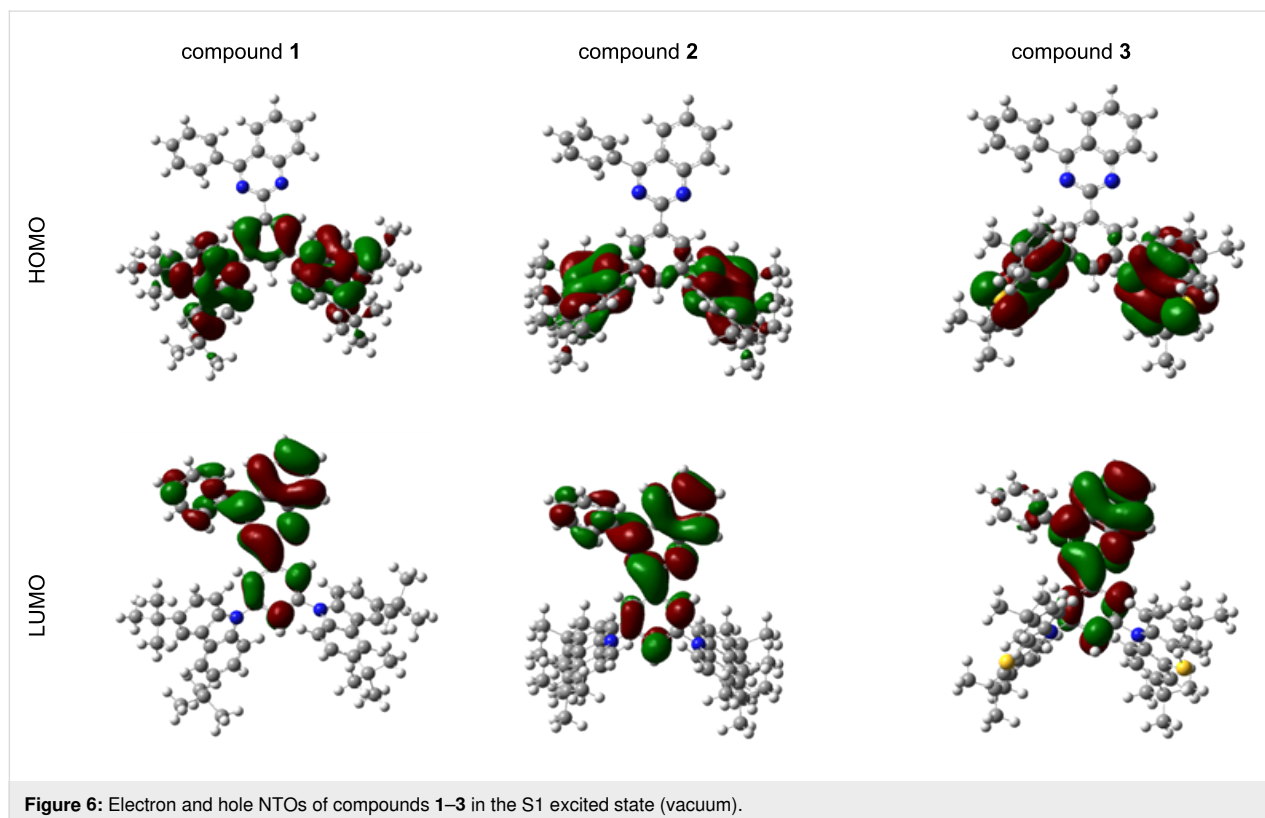 compound 1
compound 2
compound 3
HOMO
LUMO
Figure 6: Electron and hole NTOs of compounds 1–3 in the S1 excited state (vacuum).